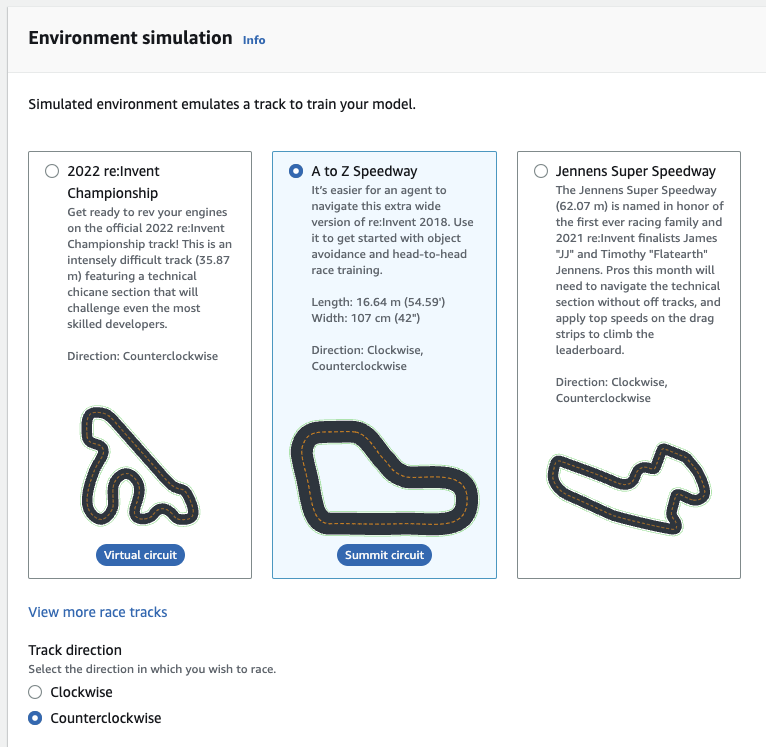 Environment simulation Info
Simulated environment emulates a track to train your model.
2022 re:Invent
Championship
Get ready to rev your engines
on the official 2022 re:Invent
Championship track! This is an
intensely difficult track (35.87
m) featuring a technical
chicane section that will
challenge even the most
skilled developers.
Direction: Counterclockwise
Virtual circuit
A to Z Speedway
It's easier for an agent to
navigate this extra wide
version of re:Invent 2018. Use
it to get started with object
avoidance and head-to-head
race training.
Length: 16.64 m (54.59')
Width: 107 cm (42")
Direction: Clockwise,
Counterclockwise
Summit circuit
Jennens Super Speedway
The Jennens Super Speedway
(62.07 m) is named in honor of
the first ever racing family and
2021 re:Invent finalists James
"JJ" and Timothy "Flatearth"
Jennens. Pros this month will
need to navigate the technical
section without off tracks, and
apply top speeds on the drag
strips to climb the
leaderboard.
Direction: Clockwise,
Counterclockwise
View more race tracks
Track direction
Select the direction in which you wish to race.
Clockwise
Counterclockwise